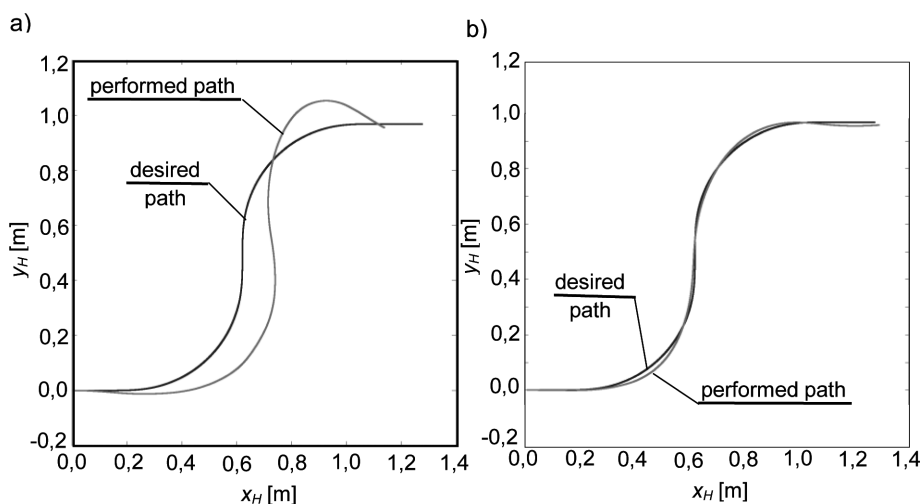 a)
1,2
1,0
0,8
0,6
0,4
0,2
0,0
-0,2
y_H [m]
performed path
desired
path
0,0 0,2 0,4 0,6 0,8 1,0 1,2 1,4
x_H [m]
b)
1,2
1,0
0,8
0,6
0,4
0,2
0,0
-0,2
y_H [m]
desired
path
performed path
0,0 0,2 0,4 0,6 0,8 1,0 1,2 1,4
x_H [m]